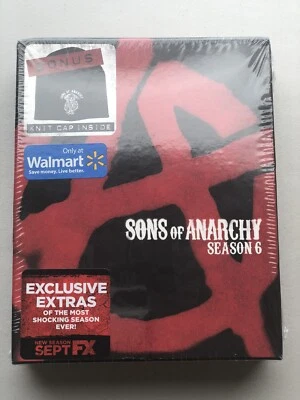 BONUS
KNIT CAP INSIDE
Only at
Walmart
Save money. Live better.
SONS OF ANARCHY
SEASON 6
EXCLUSIVE
EXTRAS
OF THE MOST
SHOCKING SEASON
EVER!
NEW SEASON
SEPT FX